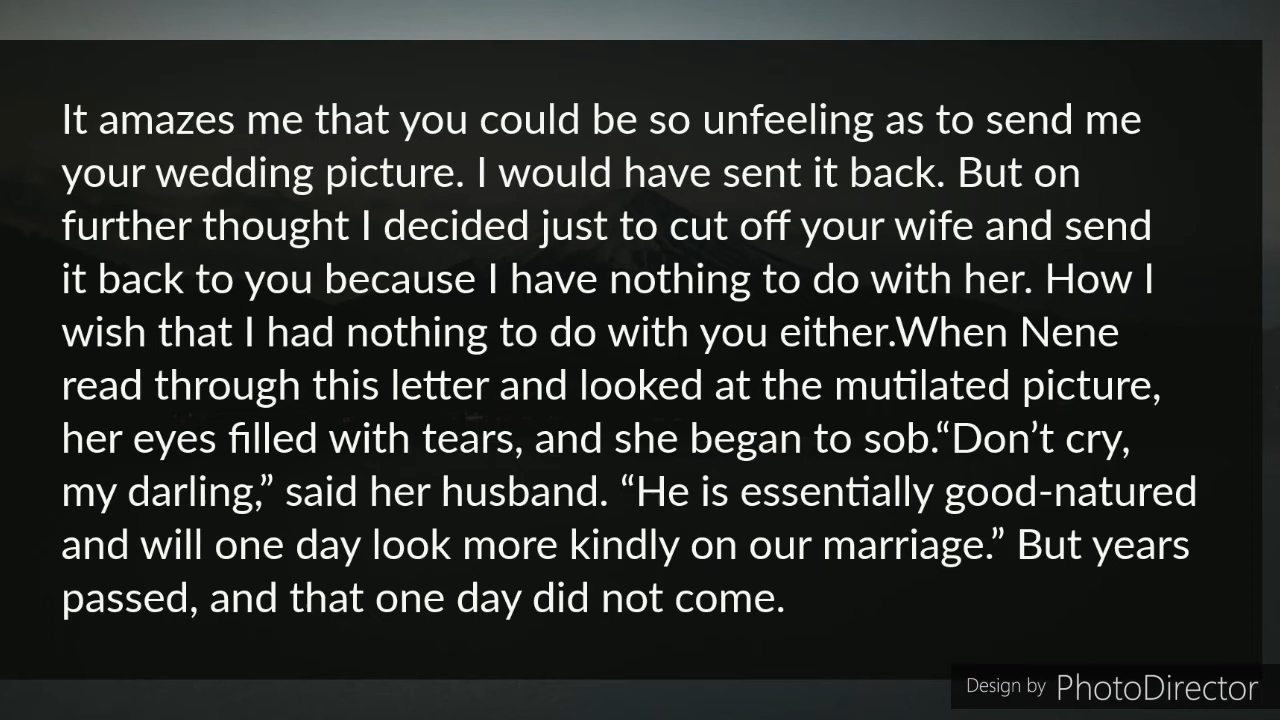 It amazes me that you could be so unfeeling as to send me
your wedding picture. I would have sent it back. But on
further thought I decided just to cut off your wife and send
it back to you because I have nothing to do with her. How I
wish that I had nothing to do with you either.When Nene
read through this letter and looked at the mutilated picture,
her eyes filled with tears, and she began to sob.“Don’t cry,
my darling,” said her husband. “He is essentially good-natured
and will one day look more kindly on our marriage.” But years
passed, and that one day did not come.
Design by PhotoDirector